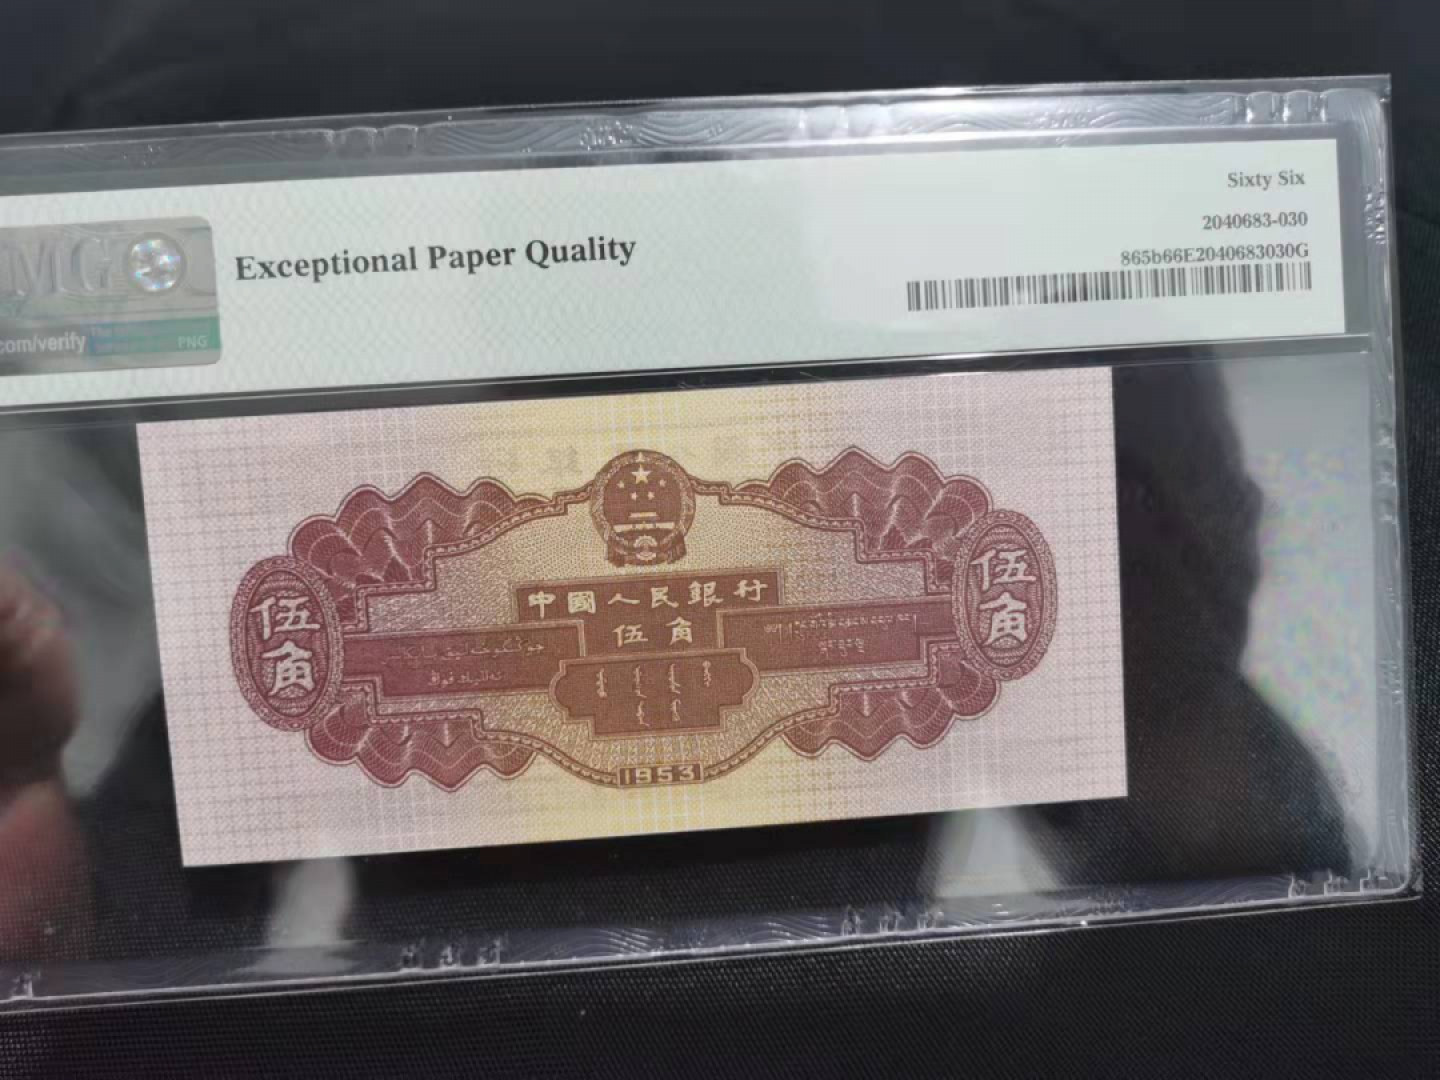 Sixty Six
MG
Exceptional Paper Quality
2040683-030
865b66E2040683030G
com/verify
PNG
中國人民銀行
伍角
伍角
伍角
1953